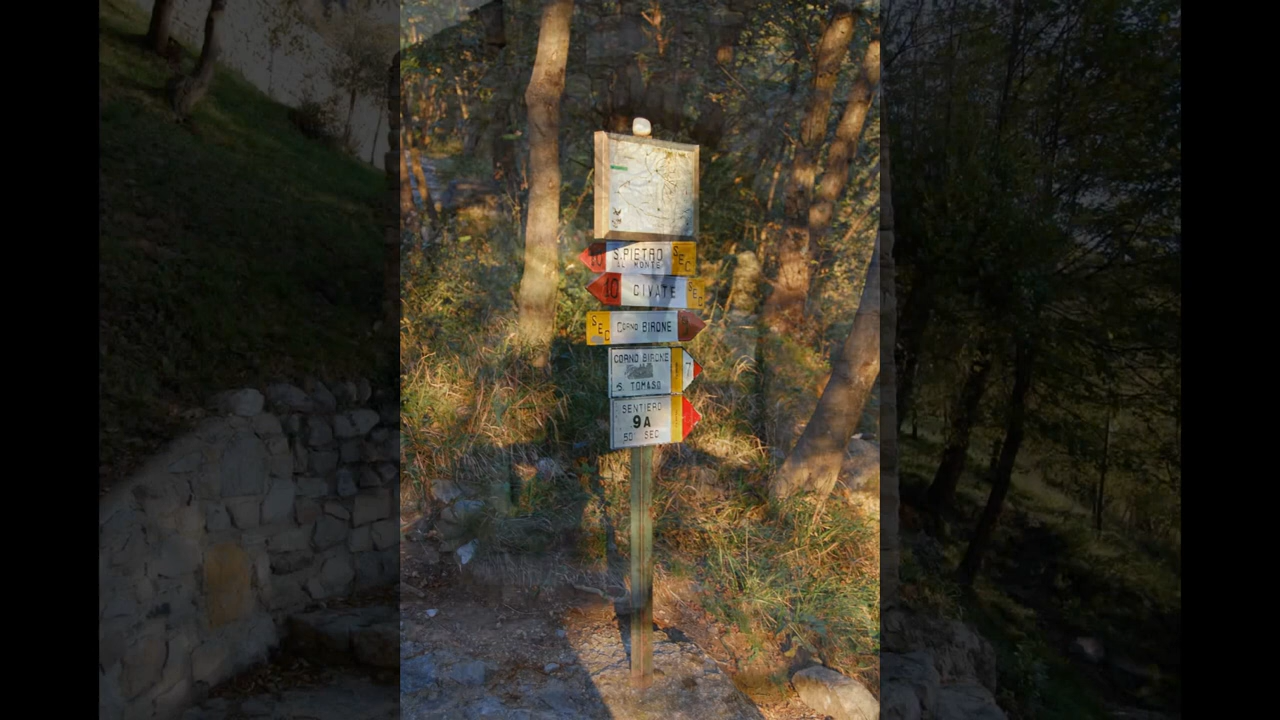 10 S.PIETRO SEC
AL MONTE
10 CIVATE SEC
SEC CORNO BIRONE
CORNO BIRONE
7
S. TOMASO
SENTIERO
9A
50° SEC